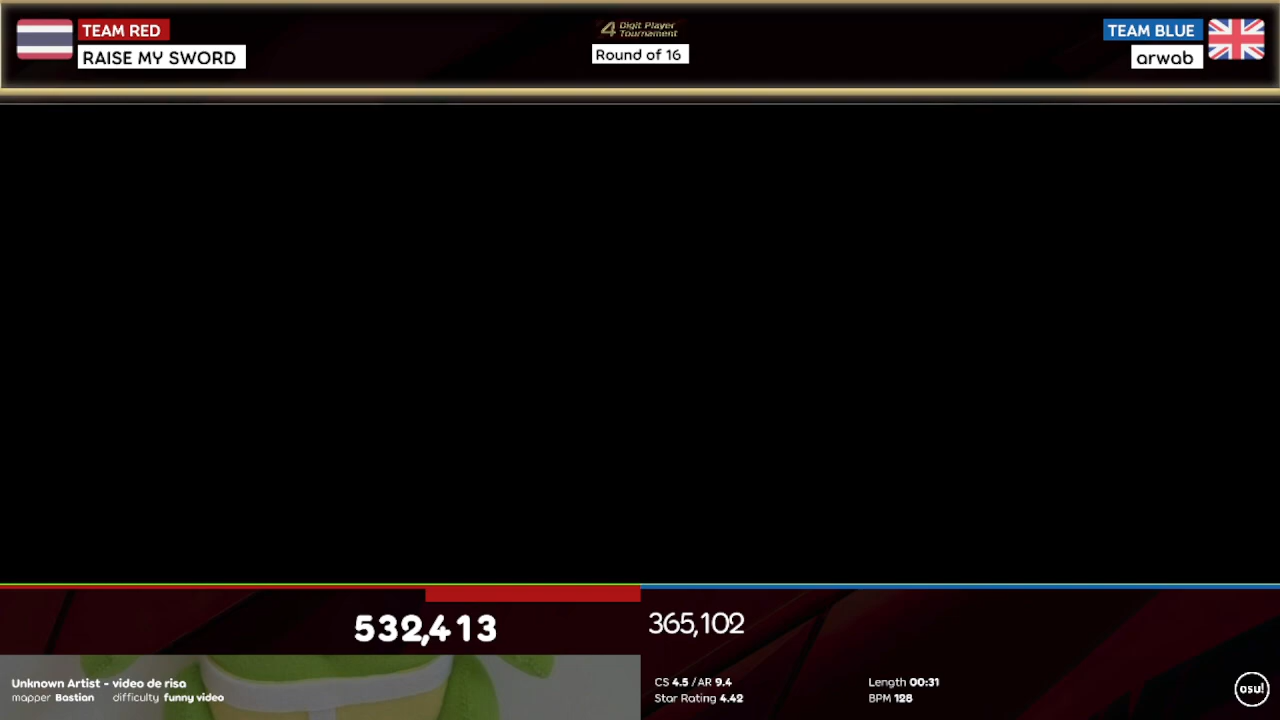 TEAM RED
RAISE MY SWORD
4 Digit Player
Tournament
Round of 16
TEAM BLUE
arwab
532,413
365,102
Unknown Artist - video de risa
mapper Bastian difficulty funny video
CS 4.5 / AR 9.4
Star Rating 4.42
Length 00:31
BPM 128
osu!